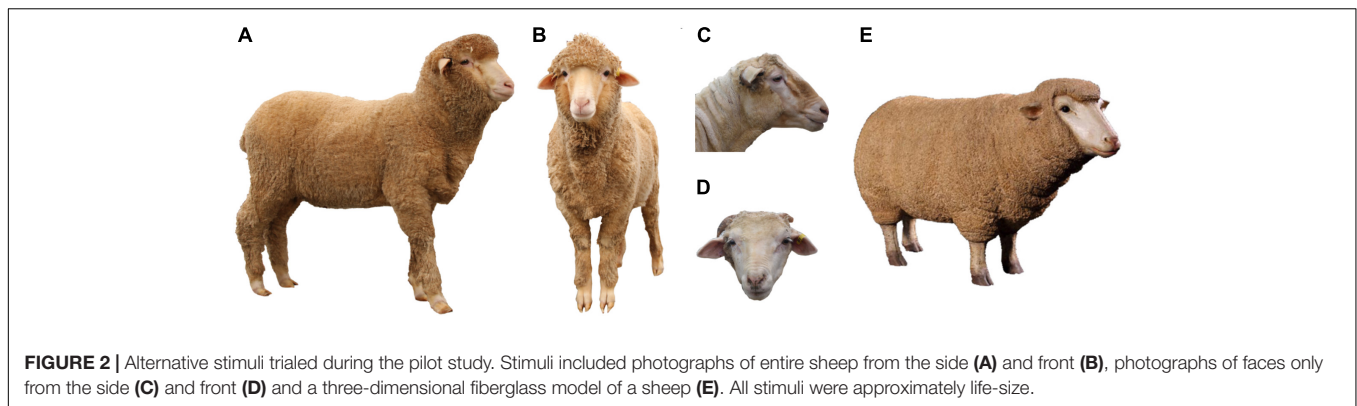 A
B
C
E
D
FIGURE 2 | Alternative stimuli trialed during the pilot study. Stimuli included photographs of entire sheep from the side (A) and front (B), photographs of faces only
from the side (C) and front (D) and a three-dimensional fiberglass model of a sheep (E). All stimuli were approximately life-size.